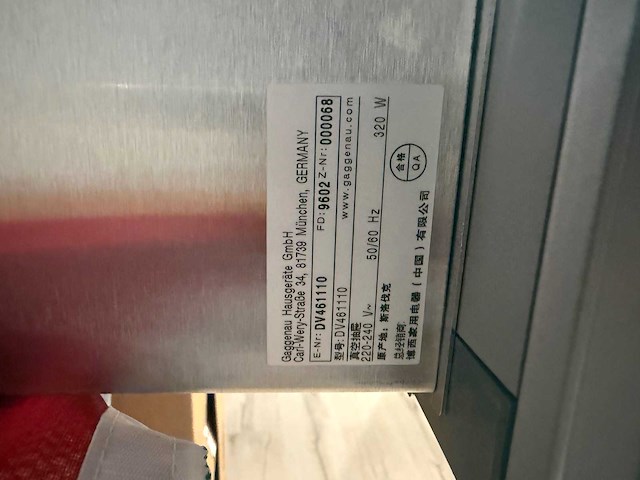 Gaggenau Hausgeräte GmbH
Carl-Wery-Straße 34, 81739 München, GERMANY
E-Nr: DV461110 FD: 9602 Z-Nr: 000068
型号: DV461110 www.gaggenau.com
真空抽屉
220-240 V~ 50/60 Hz 320 W
原产地: 斯洛伐克
总经销商:
博西家用电器(中国)有限公司
合格
QA